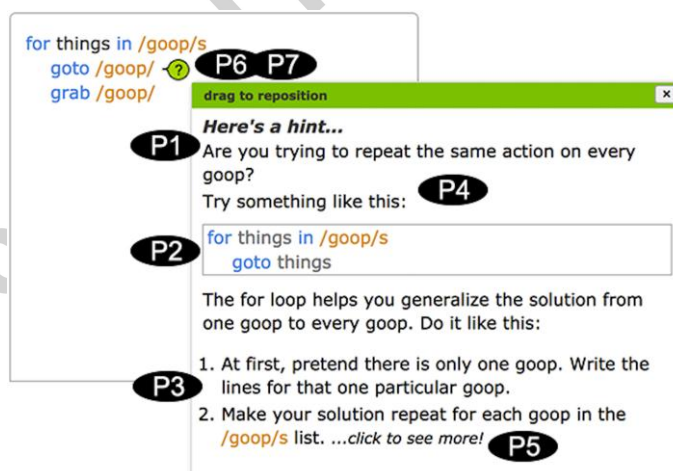 for things in /goop/s
goto /goop/ ? P6 P7
grab /goop/
drag to reposition x
Here's a hint...
P1 Are you trying to repeat the same action on every
goop?
Try something like this: P4
P2 for things in /goop/s
goto things
The for loop helps you generalize the solution from
one goop to every goop. Do it like this:
1. At first, pretend there is only one goop. Write the
P3 lines for that one particular goop.
2. Make your solution repeat for each goop in the
/goop/s list. ...click to see more! P5